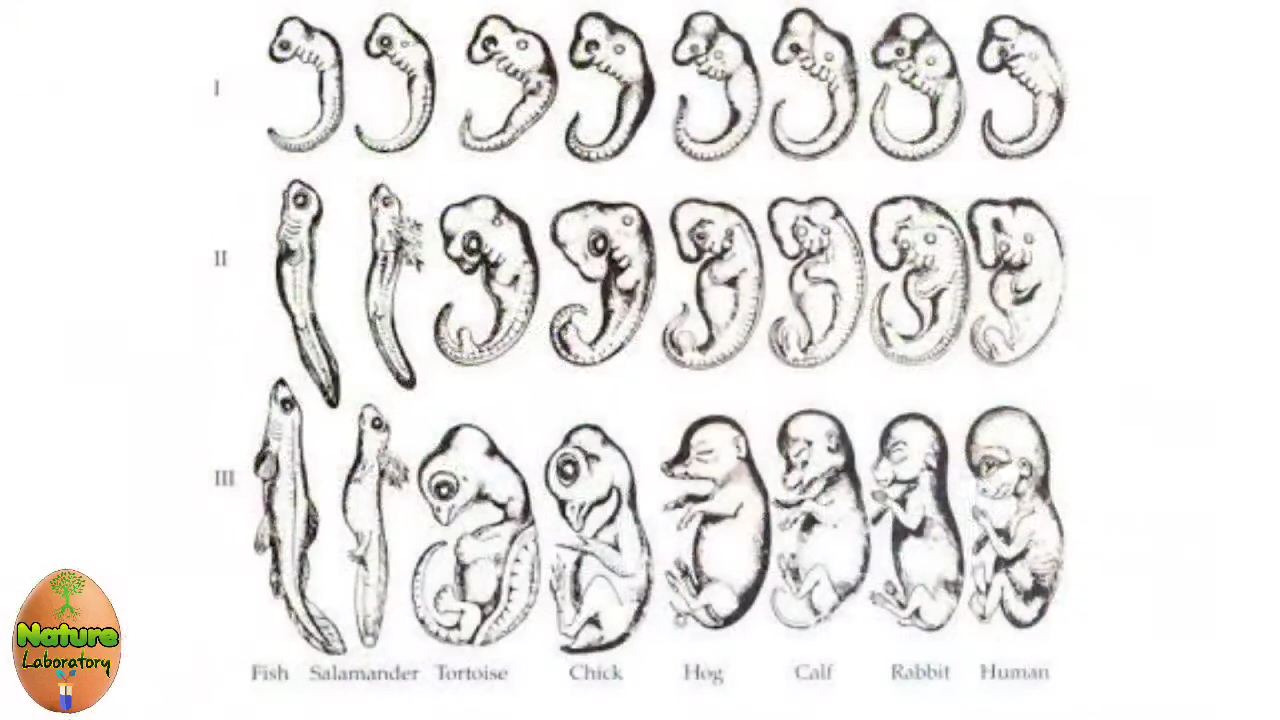 I
II
III
Fish Salamander Tortoise Chick Hog Calf Rabbit Human
Nature
Laboratory